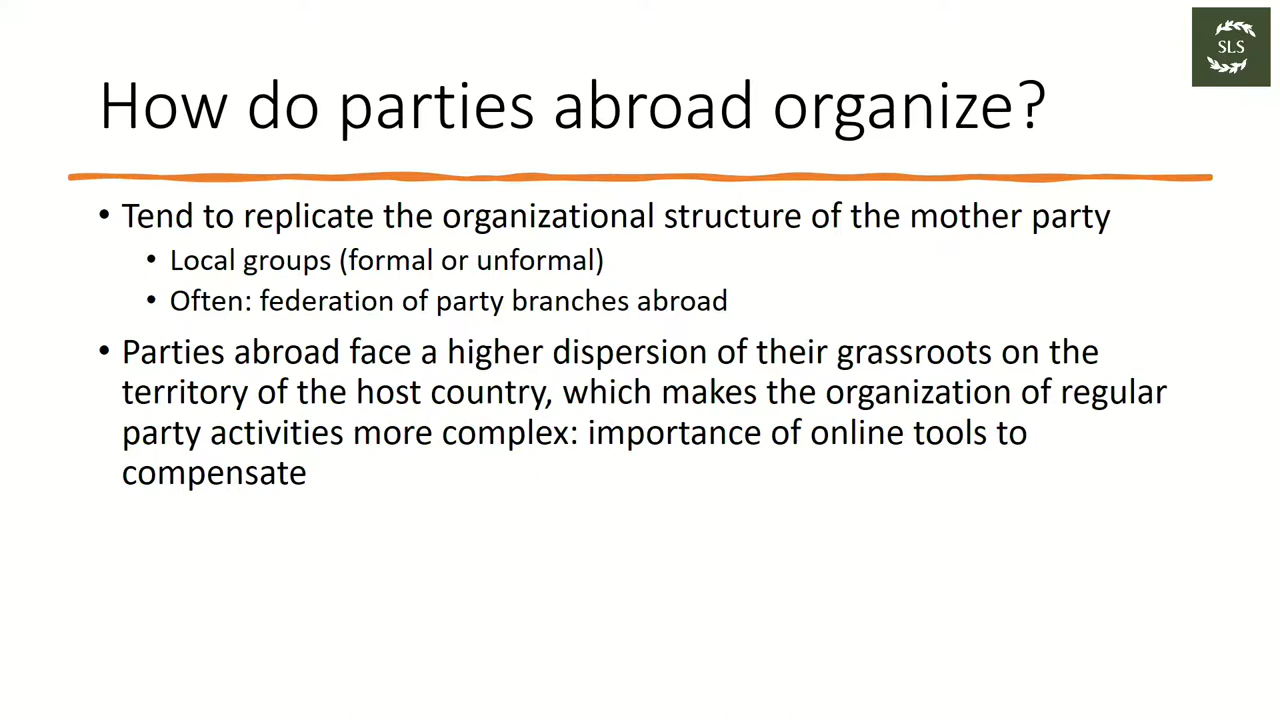 SLS
How do parties abroad organize?
• Tend to replicate the organizational structure of the mother party
• Local groups (formal or unformal)
• Often: federation of party branches abroad
• Parties abroad face a higher dispersion of their grassroots on the
territory of the host country, which makes the organization of regular
party activities more complex: importance of online tools to
compensate